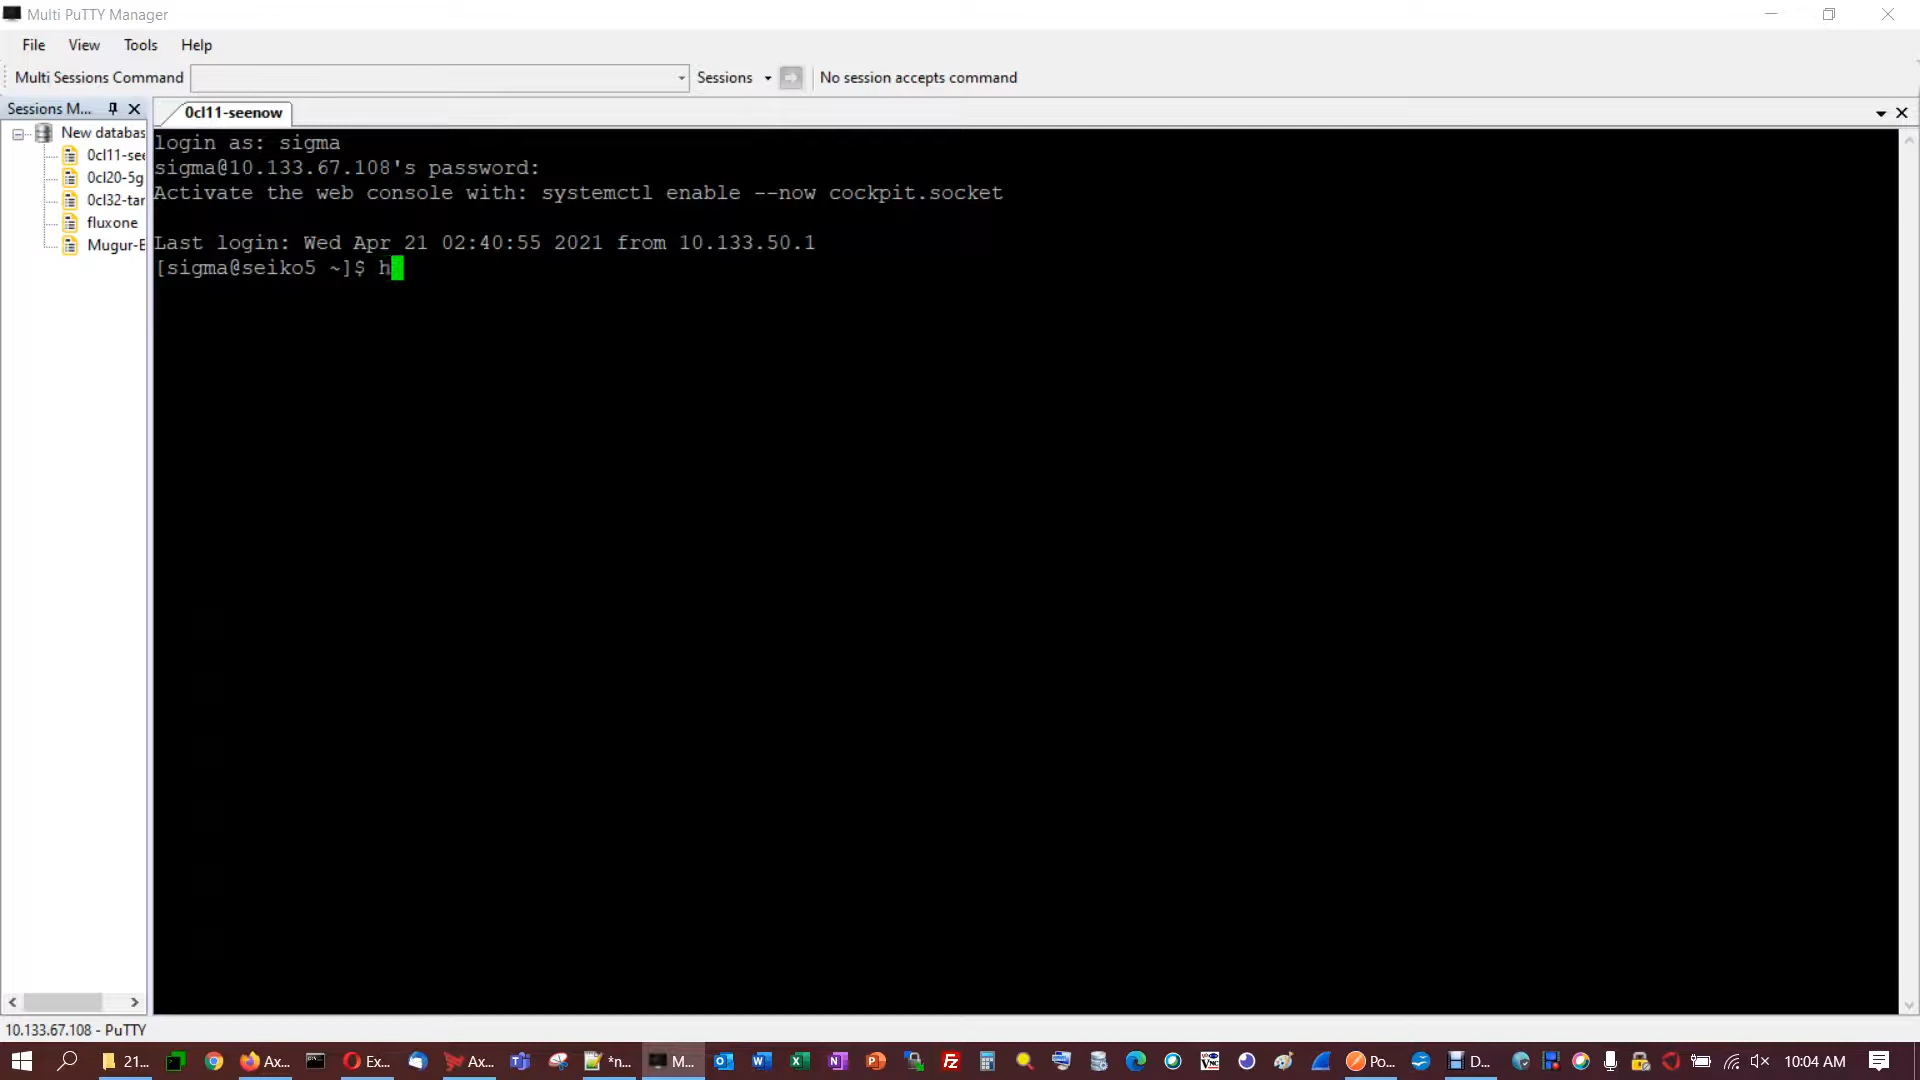 Multi PuTTY Manager
File View Tools Help
Multi Sessions Command Sessions No session accepts command
Sessions M...
0cl11-seenow
New databas
0cl11-see
0cl20-5g
0cl32-tar
fluxone
Mugur-E
login as: sigma
sigma@10.133.67.108's password:
Activate the web console with: systemctl enable --now cockpit.socket
Last login: Wed Apr 21 02:40:55 2021 from 10.133.50.1
[sigma@seiko5 ~]$ h
10.133.67.108 - PuTTY
21... Ax... Ex... Ax... *n... M... Po... D... 10:04 AM